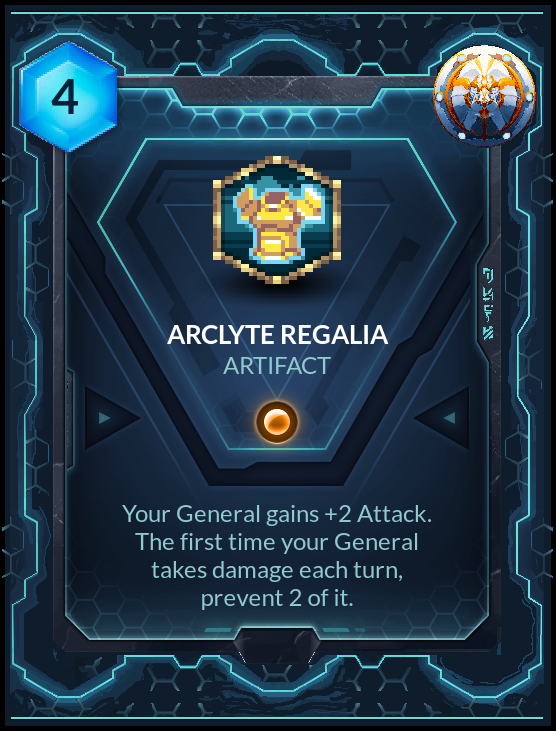 4
ARCLYTE REGALIA
ARTIFACT
Your General gains +2 Attack.
The first time your General
takes damage each turn,
prevent 2 of it.